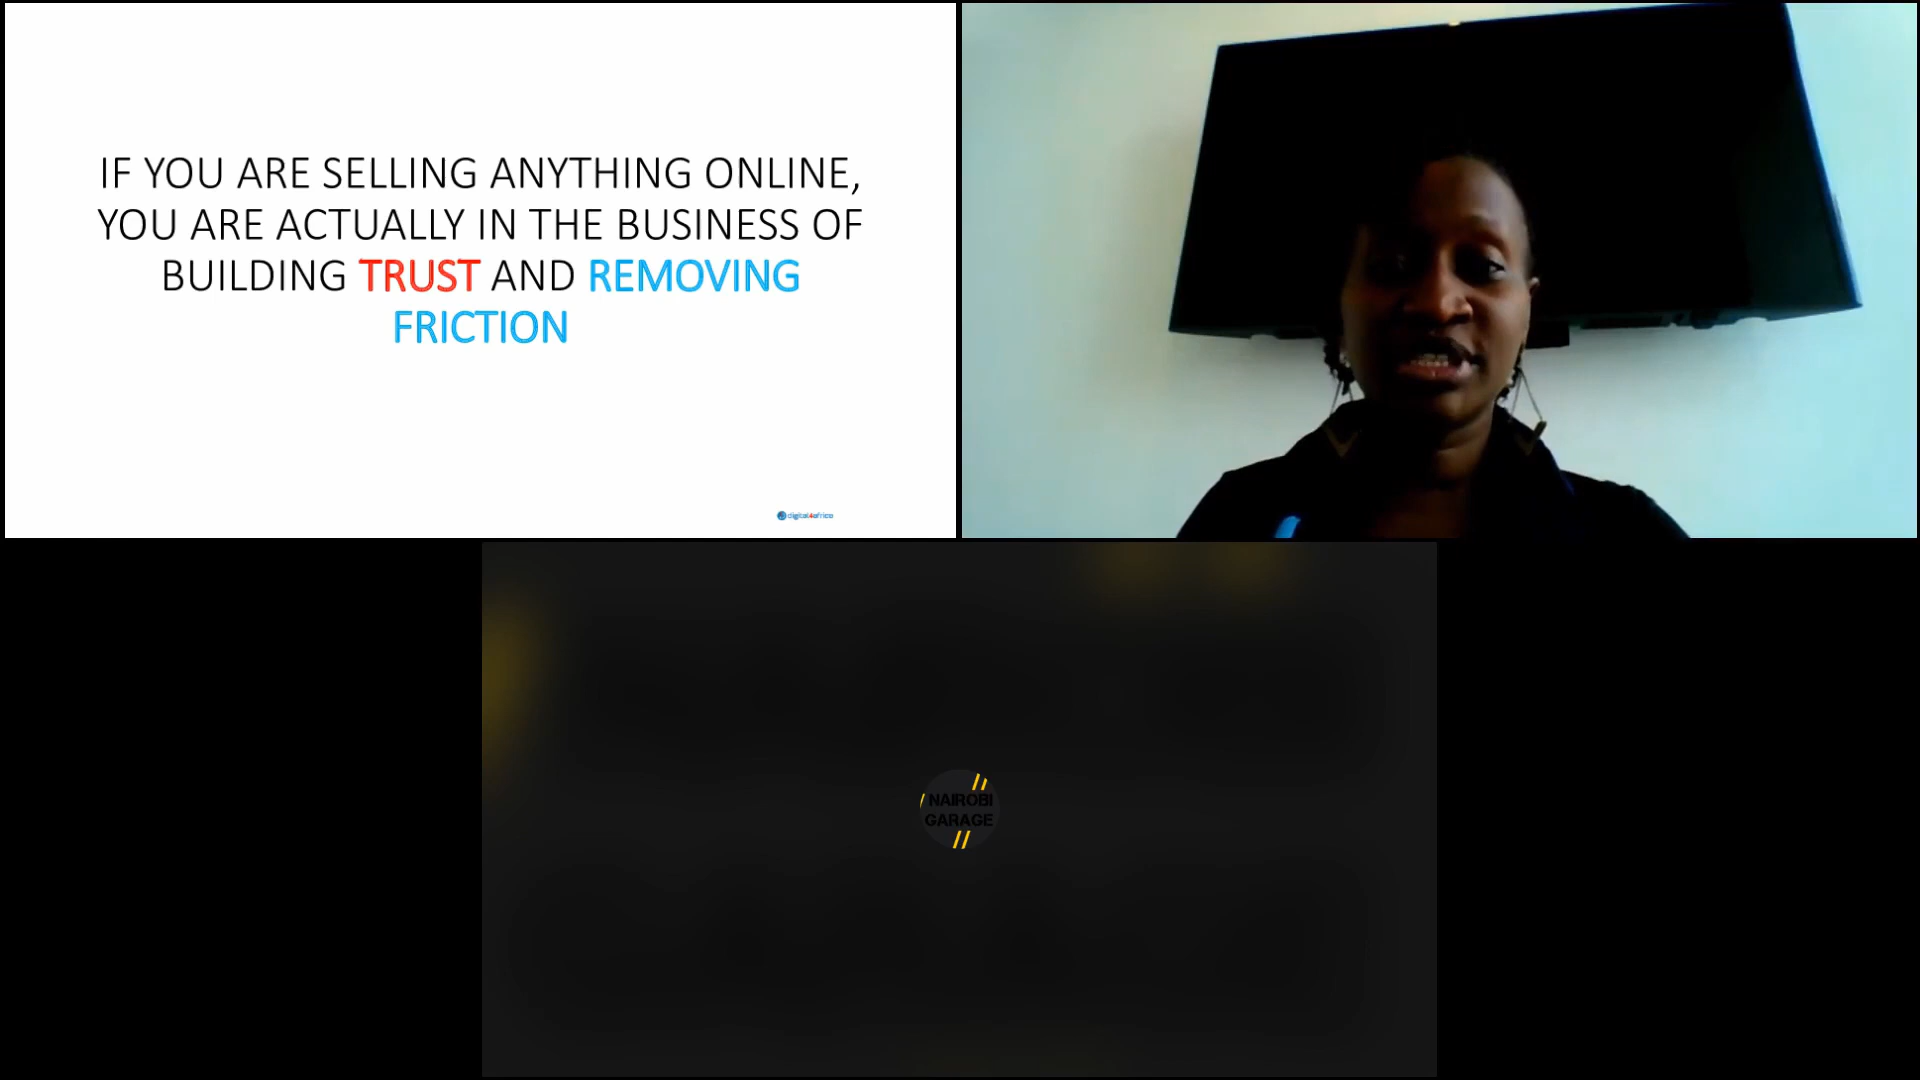 IF YOU ARE SELLING ANYTHING ONLINE,
YOU ARE ACTUALLY IN THE BUSINESS OF
BUILDING TRUST AND REMOVING
FRICTION
digital4africa
NAIROBI
GARAGE